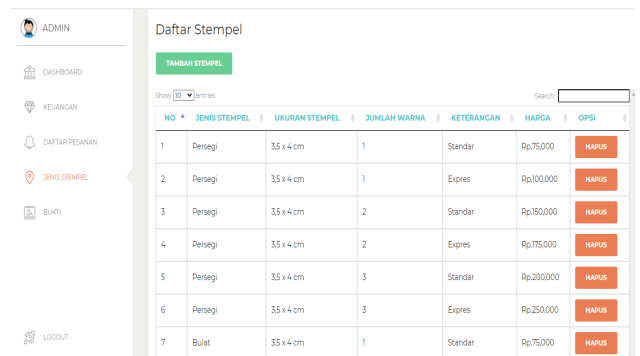 ADMIN
DASHBOARD
KEUANGAN
DAFTAR PESANAN
JENIS STEMPEL
BUKTI
LOGOUT
Daftar Stempel
TAMBAH STEMPEL
Show 10 entries
Search:
NO JENIS STEMPEL UKURAN STEMPEL JUMLAH WARNA KETERANGAN HARGA OPSI
1 Persegi 3,5 x 4 cm 1 Standar Rp.75,000 HAPUS
2 Persegi 3,5 x 4 cm 1 Expres Rp.100,000 HAPUS
3 Persegi 3,5 x 4 cm 2 Standar Rp.150,000 HAPUS
4 Persegi 3,5 x 4 cm 2 Expres Rp.175,000 HAPUS
5 Persegi 3,5 x 4 cm 3 Standar Rp.200,000 HAPUS
6 Persegi 3,5 x 4 cm 3 Expres Rp.250,000 HAPUS
7 Bulat 3,5 x 4 cm 1 Standar Rp.75,000 HAPUS